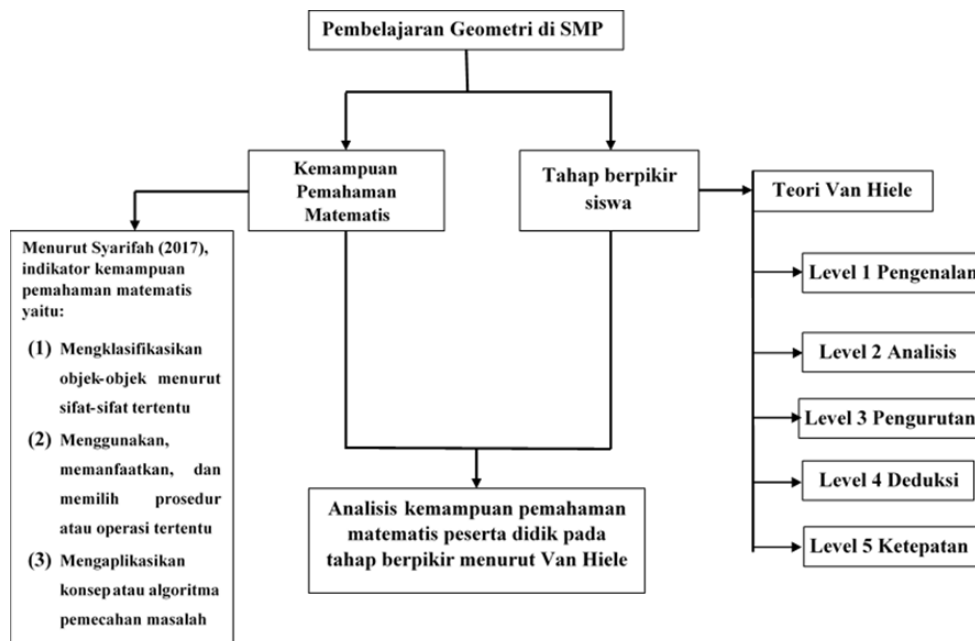 Pembelajaran Geometri di SMP
Kemampuan
Pemahaman
Matematis
Tahap berpikir
siswa
Teori Van Hiele
Menurut Syarifah (2017),
indikator kemampuan
pemahaman matematis
yaitu:
(1) Mengklasifikasikan
objek-objek menurut
sifat-sifat tertentu
(2) Menggunakan,
memanfaatkan, dan
memilih prosedur
atau operasi tertentu
(3) Mengaplikasikan
konsep atau algoritma
pemecahan masalah
Level 1 Pengenalan
Level 2 Analisis
Level 3 Pengurutan
Level 4 Deduksi
Level 5 Ketepatan
Analisis kemampuan pemahaman
matematis peserta didik pada
tahap berpikir menurut Van Hiele